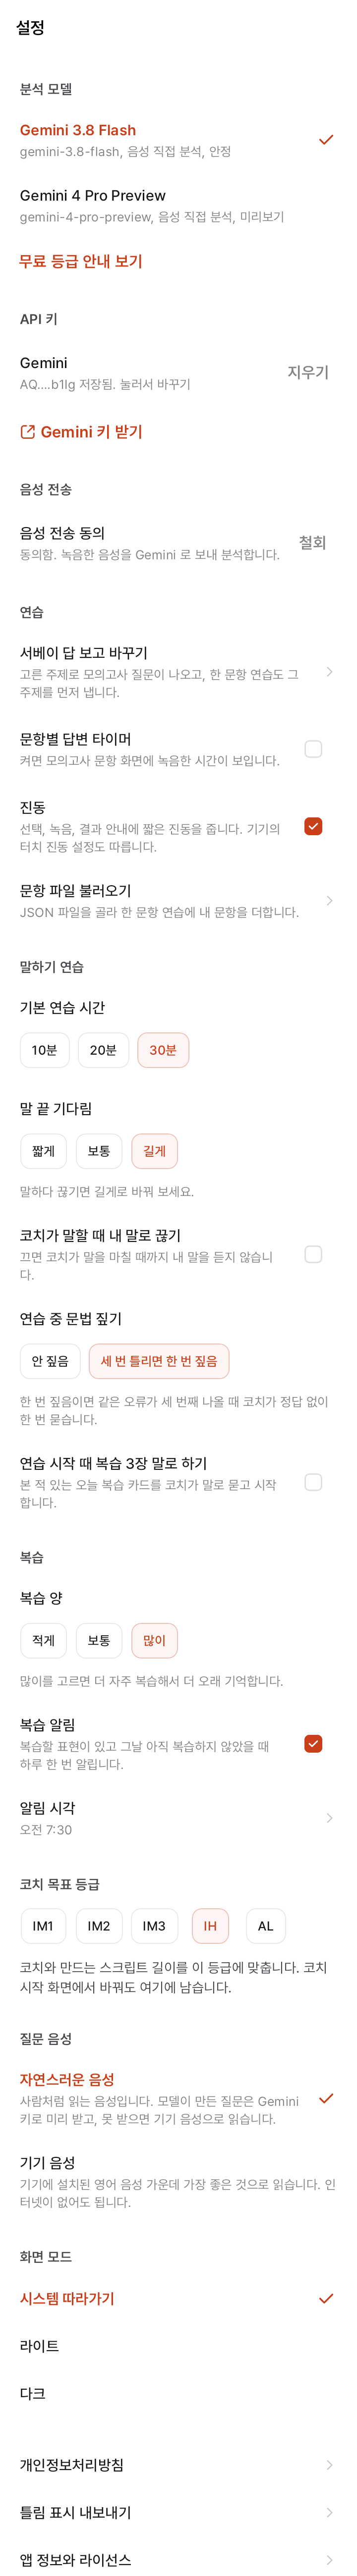 설정
분석 모델
Gemini 3.8 Flash
gemini-3.8-flash, 음성 직접 분석, 안정
Gemini 4 Pro Preview
gemini-4-pro-preview, 음성 직접 분석, 미리보기
무료 등급 안내 보기
API 키
Gemini
AQ....b1Ig 저장됨. 눌러서 바꾸기
지우기
Gemini 키 받기
음성 전송
음성 전송 동의
동의함. 녹음한 음성을 Gemini 로 보내 분석합니다.
철회
연습
서베이 답 보고 바꾸기
고른 주제로 모의고사 질문이 나오고, 한 문항 연습도 그
주제를 먼저 냅니다.
문항별 답변 타이머
켜면 모의고사 문항 화면에 녹음한 시간이 보입니다.
진동
선택, 녹음, 결과 안내에 짧은 진동을 줍니다. 기기의
터치 진동 설정도 따릅니다.
문항 파일 불러오기
JSON 파일을 골라 한 문항 연습에 내 문항을 더합니다.
말하기 연습
기본 연습 시간
10분 20분 30분
말 끝 기다림
짧게 보통 길게
말하다 끊기면 길게로 바꿔 보세요.
코치가 말할 때 내 말로 끊기
끄면 코치가 말을 마칠 때까지 내 말을 듣지 않습니
다.
연습 중 문법 짚기
안 짚음 세 번 틀리면 한 번 짚음
한 번 짚음이면 같은 오류가 세 번째 나올 때 코치가 정답 없이
한 번 묻습니다.
연습 시작 때 복습 3장 말로 하기
본 적 있는 오늘 복습 카드를 코치가 말로 묻고 시작
합니다.
복습
복습 양
적게 보통 많이
많이를 고르면 더 자주 복습해서 더 오래 기억합니다.
복습 알림
복습할 표현이 있고 그날 아직 복습하지 않았을 때
하루 한 번 알립니다.
알림 시각
오전 7:30
코치 목표 등급
IM1 IM2 IM3 IH AL
코치와 만드는 스크립트 길이를 이 등급에 맞춥니다. 코치
시작 화면에서 바꿔도 여기에 남습니다.
질문 음성
자연스러운 음성
사람처럼 읽는 음성입니다. 모델이 만든 질문은 Gemini
키로 미리 받고, 못 받으면 기기 음성으로 읽습니다.
기기 음성
기기에 설치된 영어 음성 가운데 가장 좋은 것으로 읽습니다. 인
터넷이 없어도 됩니다.
화면 모드
시스템 따라가기
라이트
다크
개인정보처리방침
틀림 표시 내보내기
앱 정보와 라이선스